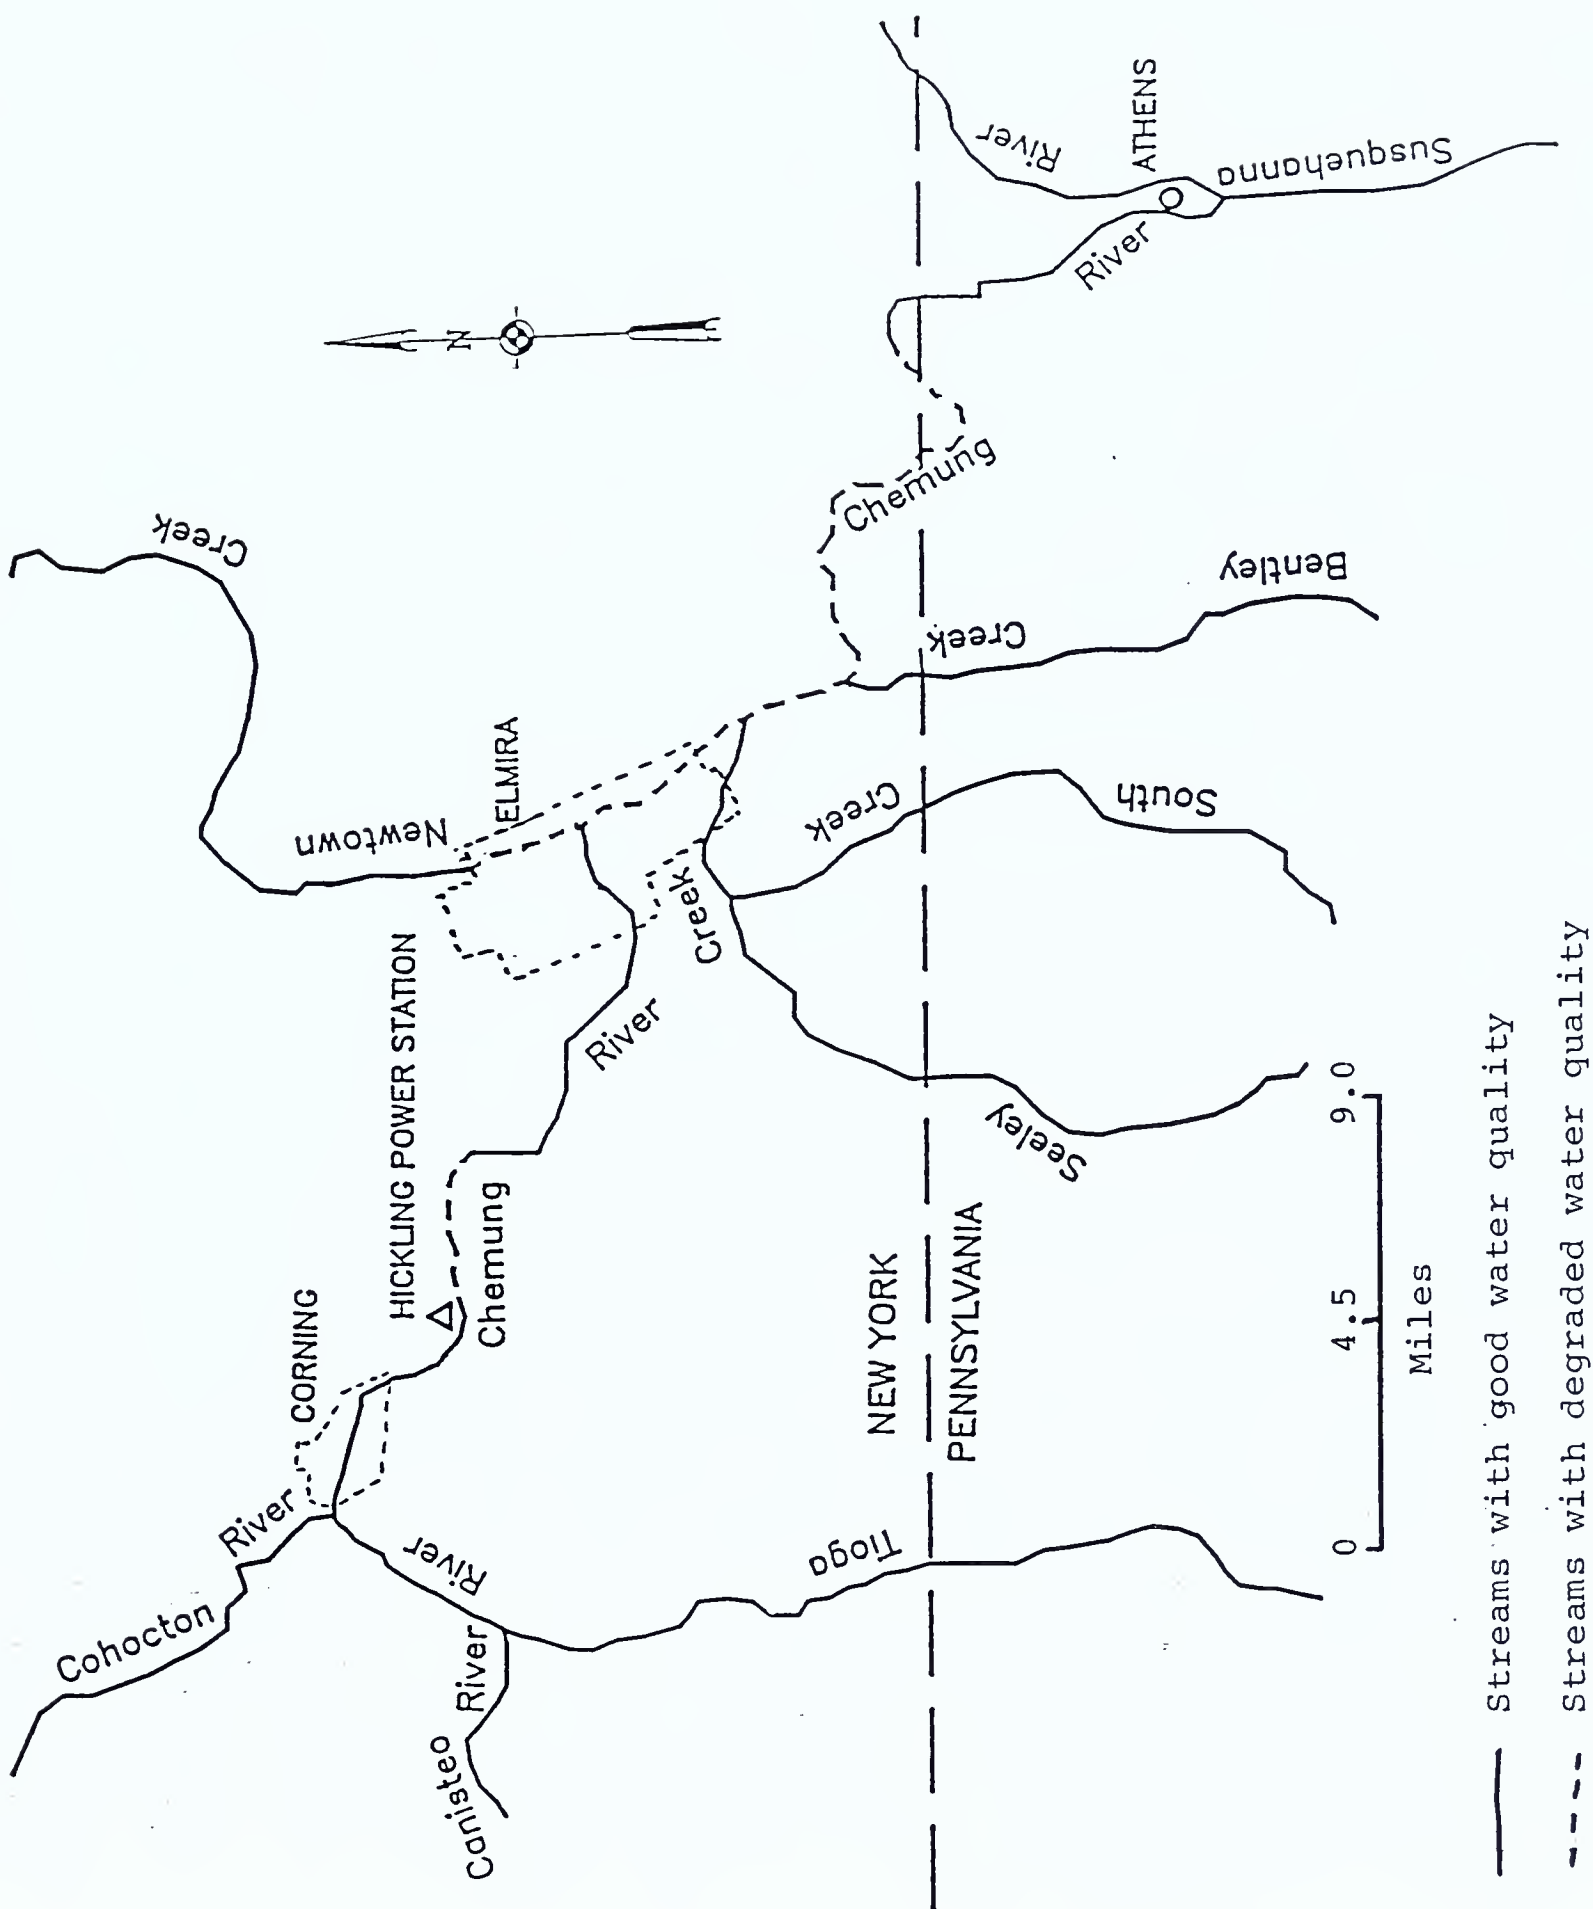 Cohocton
River
Canisteo
River
River
Tioga
CORNING
HICKLING POWER STATION
Chemung
River
Newtown
Creek
ELMIRA
Creek
Seeley
Creek
South
Creek
Bentley
Chemung
River
N
River
ATHENS
Susquehanna
NEW YORK
PENNSYLVANIA
0 4.5 9.0
Miles
Streams with good water quality
Streams with degraded water quality